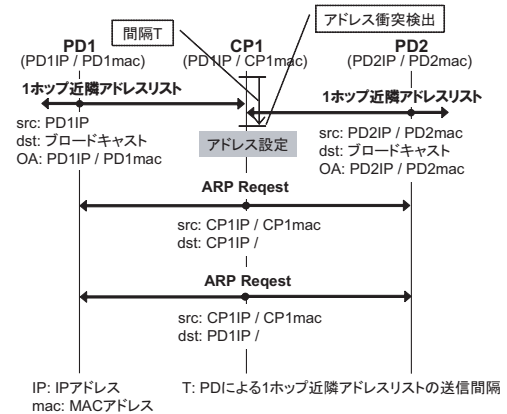 アドレス衝突検出
間隔T
PD1
(PD1IP / PD1mac)
CP1
(PD1IP / CP1mac)
PD2
(PD2IP / PD2mac)
1ホップ近隣アドレスリスト
src: PD1IP
dst: ブロードキャスト
OA: PD1IP / PD1mac
1ホップ近隣アドレスリスト
src: PD2IP / PD2mac
dst: ブロードキャスト
OA: PD2IP / PD2mac
アドレス設定
ARP Reqest
src: CP1IP / CP1mac
dst: CP1IP /
ARP Reqest
src: CP1IP / CP1mac
dst: PD1IP /
IP: IPアドレス
mac: MACアドレス
T: PDによる1ホップ近隣アドレスリストの送信間隔